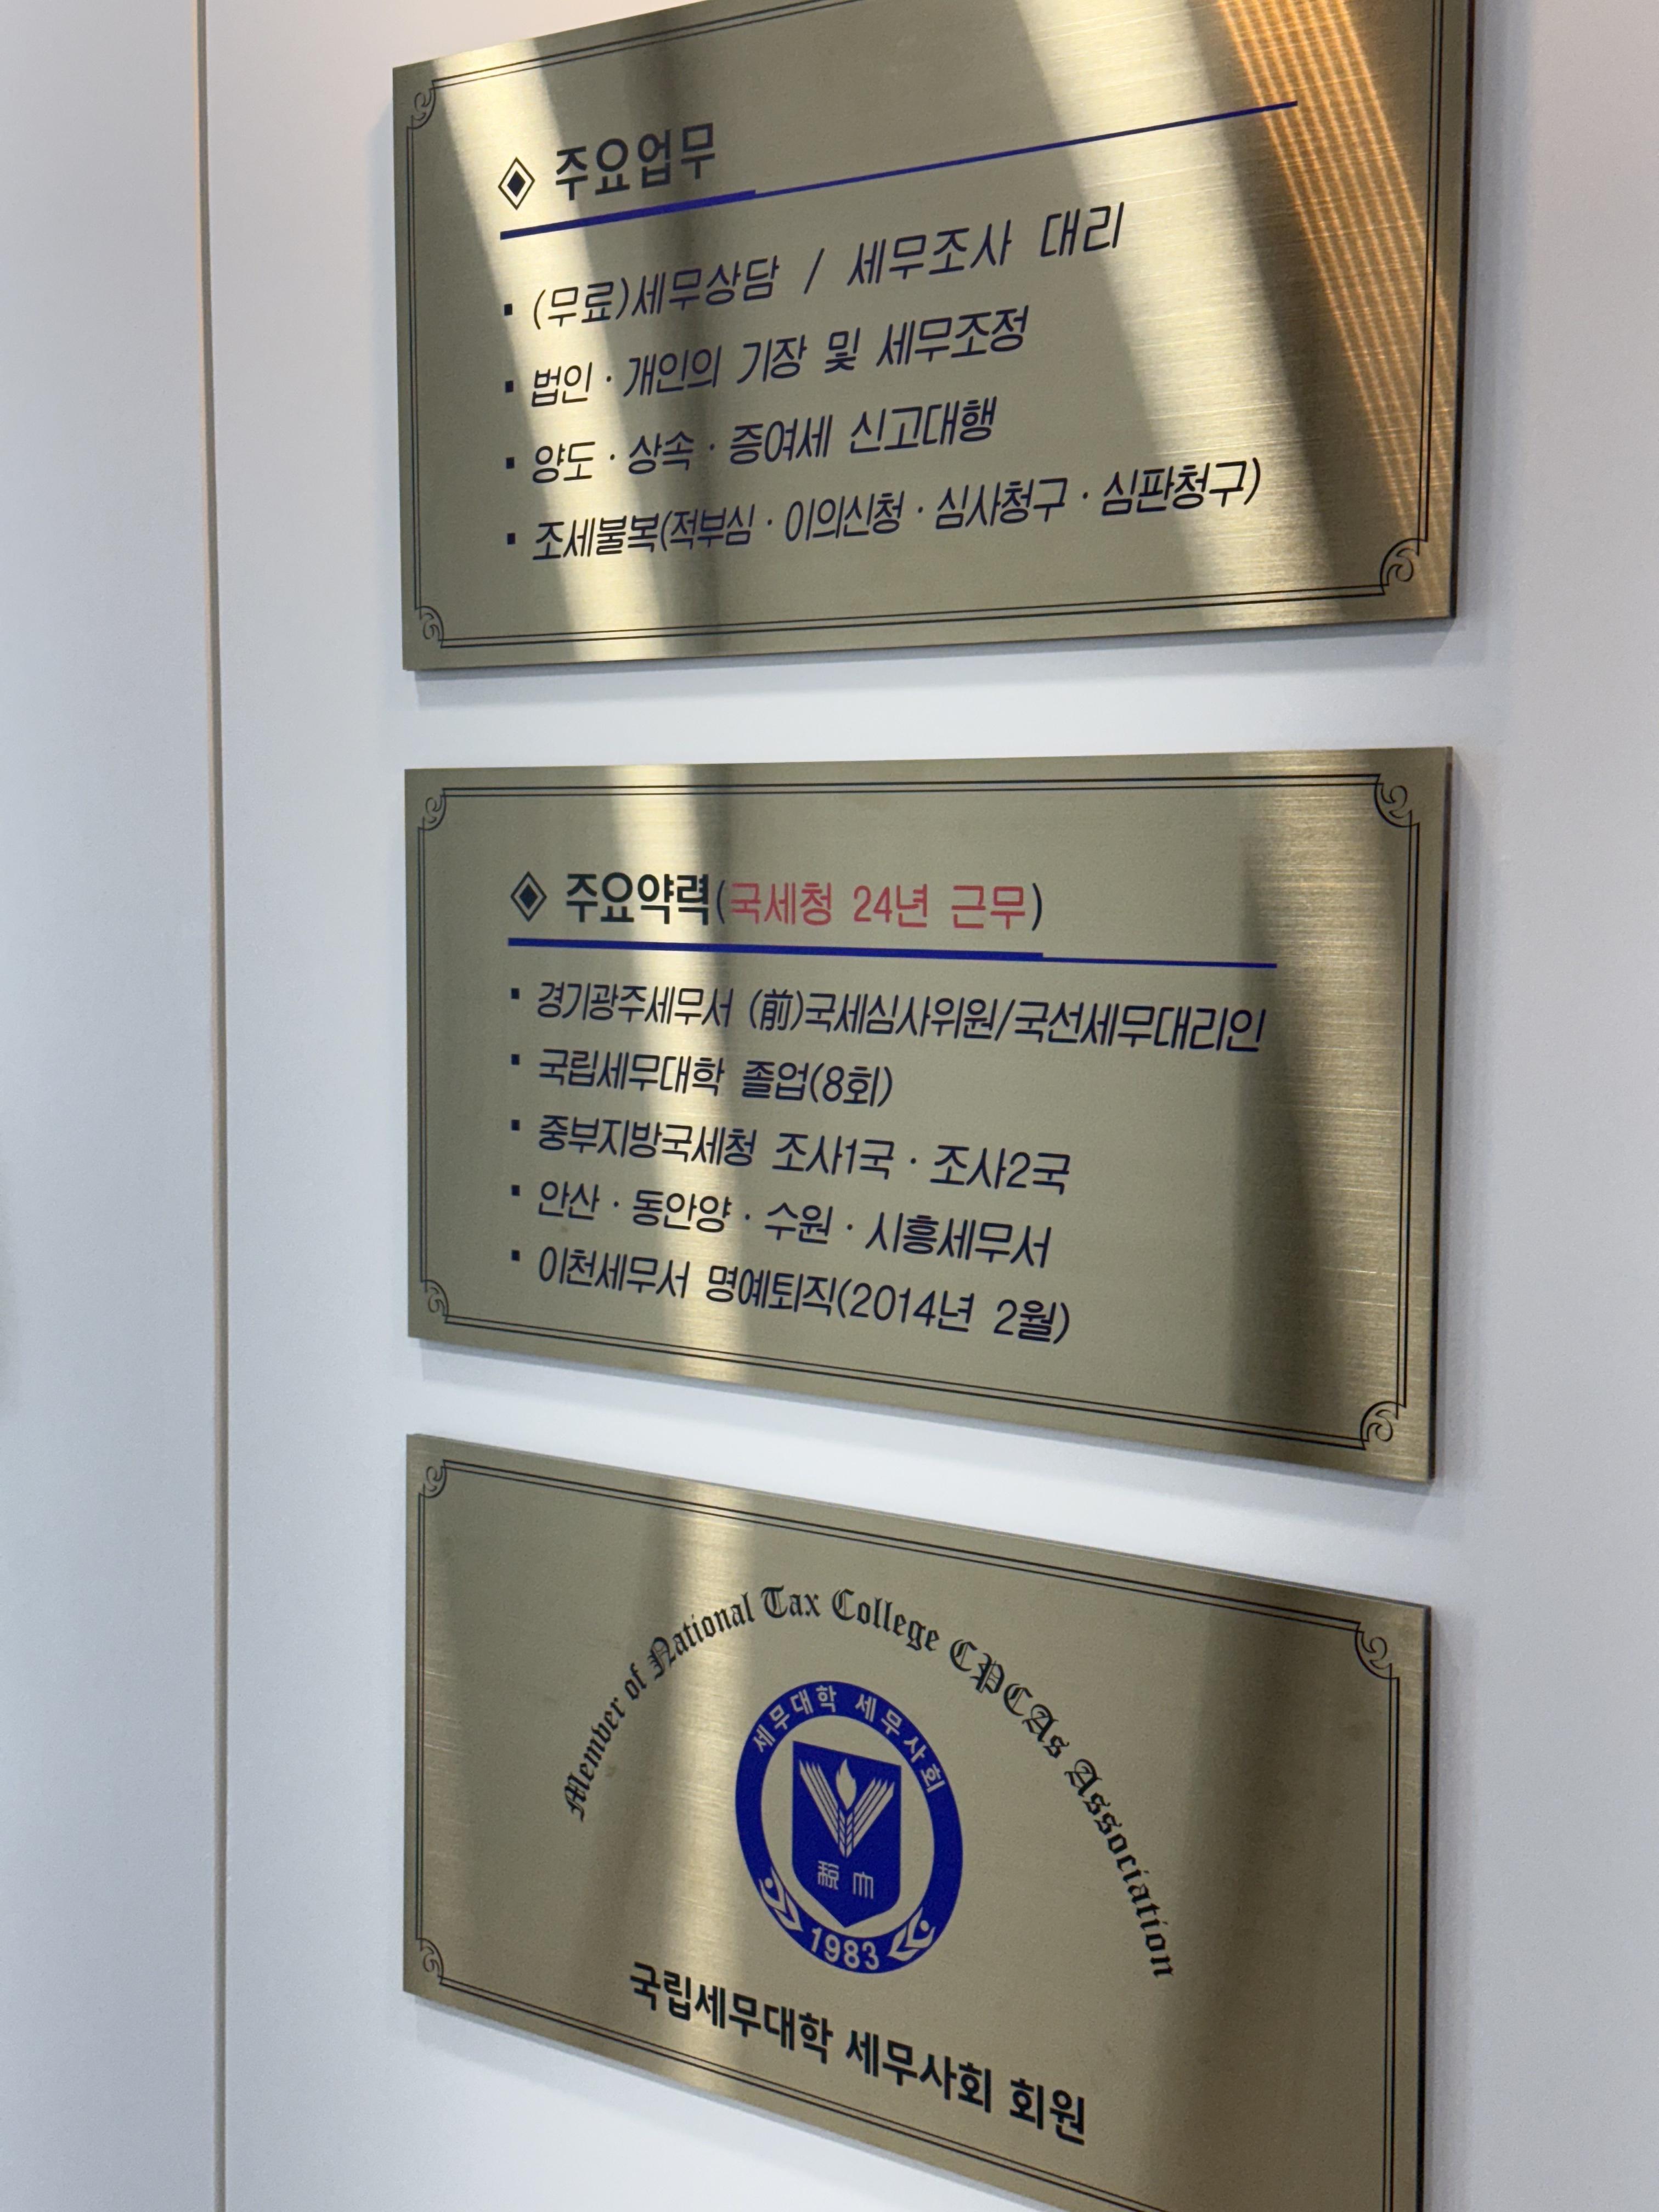 ◈ 주요업무
▪ (무료)세무상담 / 세무조사 대리
▪ 법인·개인의 기장 및 세무조정
▪ 양도·상속·증여세 신고대행
▪ 조세불복(적부심·이의신청·심사청구·심판청구)
◈ 주요약력(국세청 24년 근무)
▪ 경기광주세무서 (前)국세심사위원/국선세무대리인
▪ 국립세무대학 졸업(8회)
▪ 중부지방국세청 조사1국·조사2국
▪ 안산·동안양·수원·시흥세무서
▪ 이천세무서 명예퇴직(2014년 2월)
Member of National Tax College CPCAs Association
세무대학 세무사회
税大
1983
국립세무대학 세무사회 회원